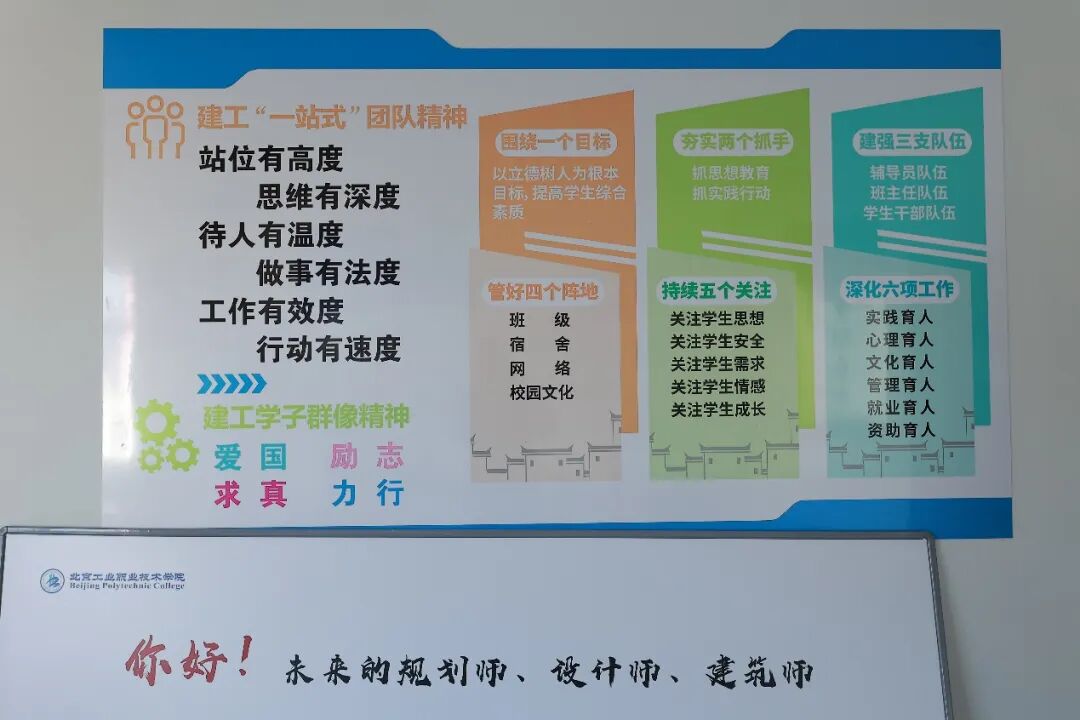 建工“一站式”团队精神
站位有高度
思维有深度
待人有温度
做事有法度
工作有效度
行动有速度
建工学子群像精神
爱国 励志
求真 力行
围绕一个目标
以立德树人为根本
目标,提高学生综合
素质
夯实两个抓手
抓思想教育
抓实践行动
建强三支队伍
辅导员队伍
班主任队伍
学生干部队伍
管好四个阵地
班 级
宿 舍
网 络
校园文化
持续五个关注
关注学生思想
关注学生安全
关注学生需求
关注学生情感
关注学生成长
深化六项工作
实践育人
心理育人
文化育人
管理育人
就业育人
资助育人
北京工业职业技术学院
Beijing Polytechnic College
你好!未来的规划师、设计师、建筑师